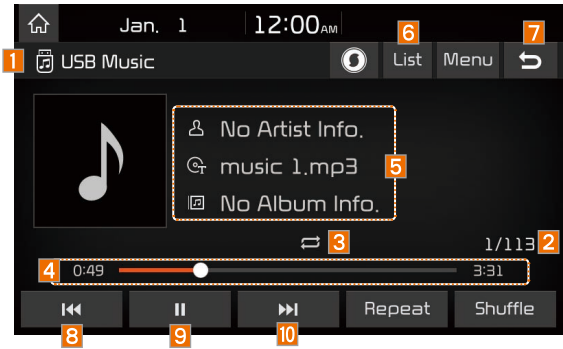 Jan. 1 12:00AM
6 7
1 USB Music List Menu
No Artist Info.
music 1.mp3 5
No Album Info.
3 1/113 2
4 0:49 3:31
Repeat Shuffle
8 9 10